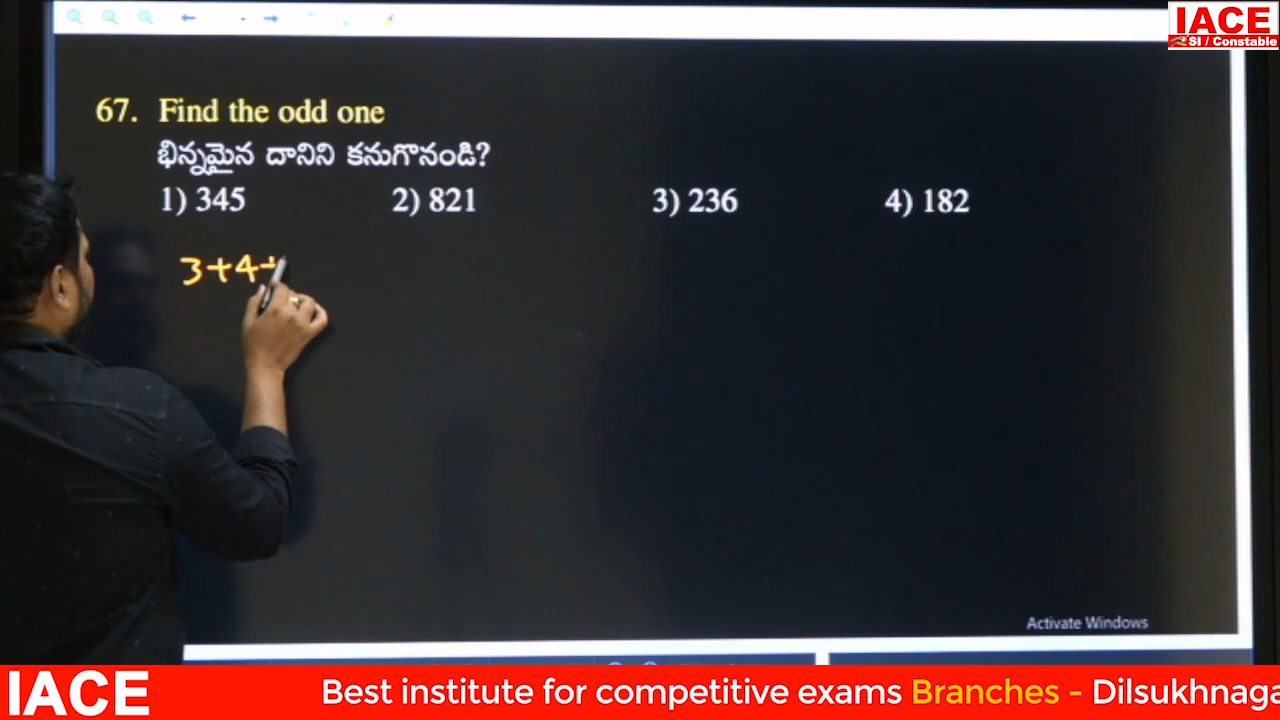 IACE
SI / Constable
67. Find the odd one
భిన్నమైన దానిని కనుగొనండి?
1) 345 2) 821 3) 236 4) 182
3+4+
Activate Windows
IACE Best institute for competitive exams Branches - Dilsukhnaga